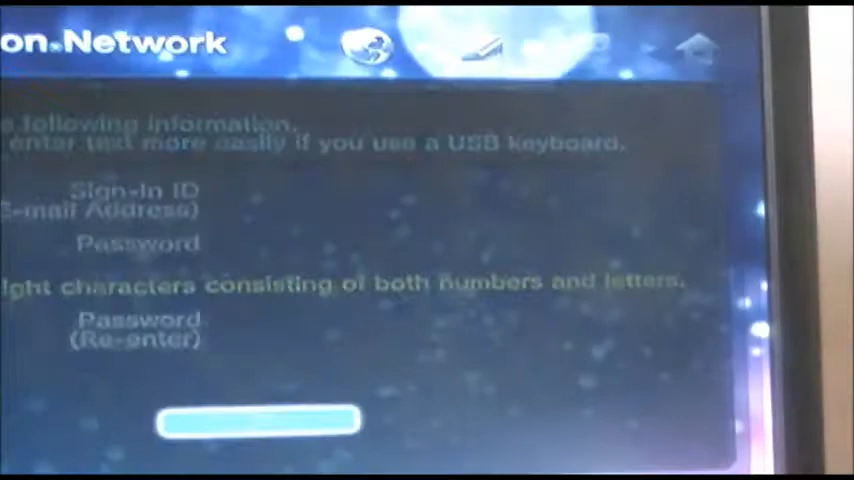 on Network
following information.
enter text more easily if you use a USB keyboard.
Sign-In ID
E-mail Address)
Password
ight characters consisting of both numbers and letters.
Password
(Re-enter)